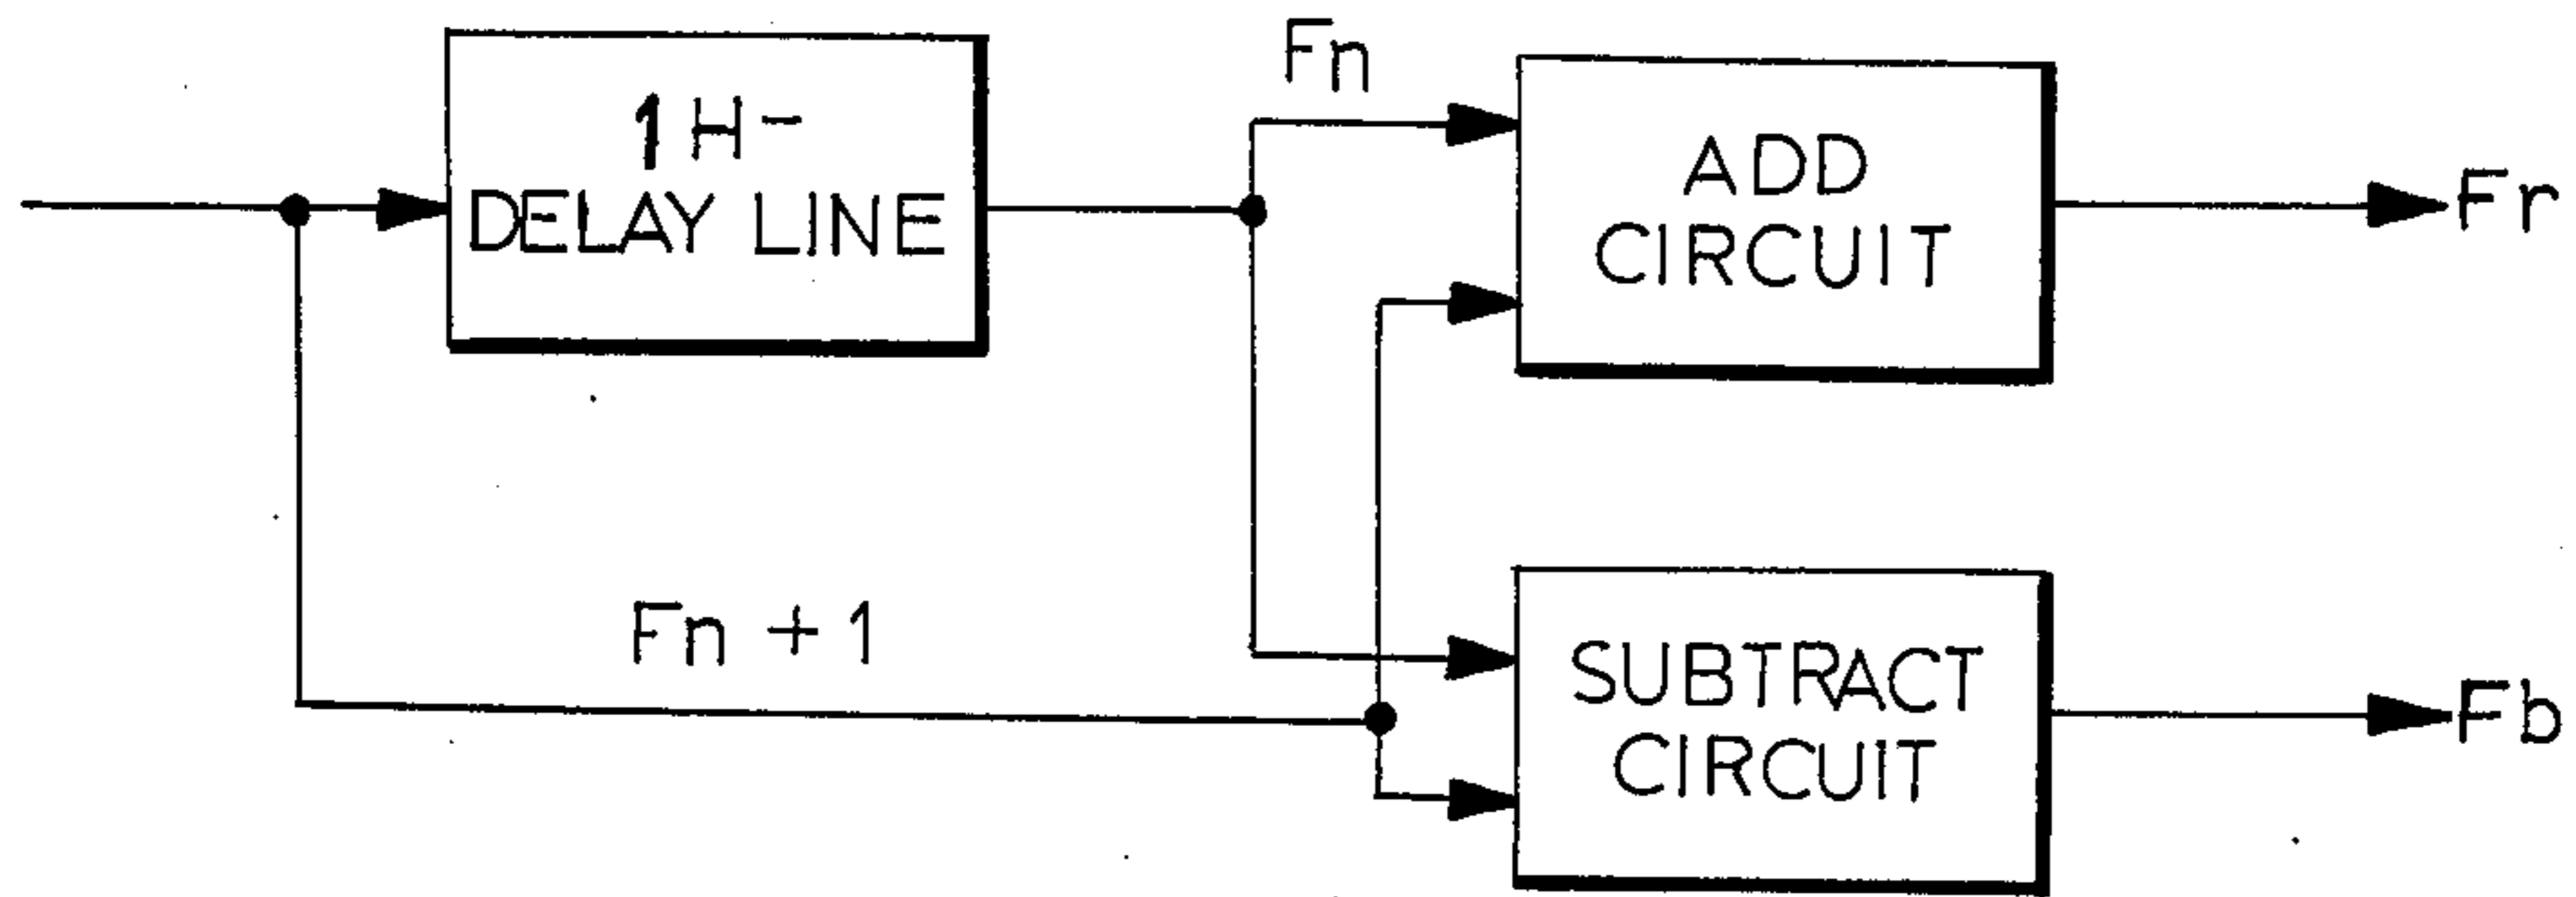 1H-
DELAY LINE
Fn
ADD
CIRCUIT
Fr
Fn + 1
SUBTRACT
CIRCUIT
Fb